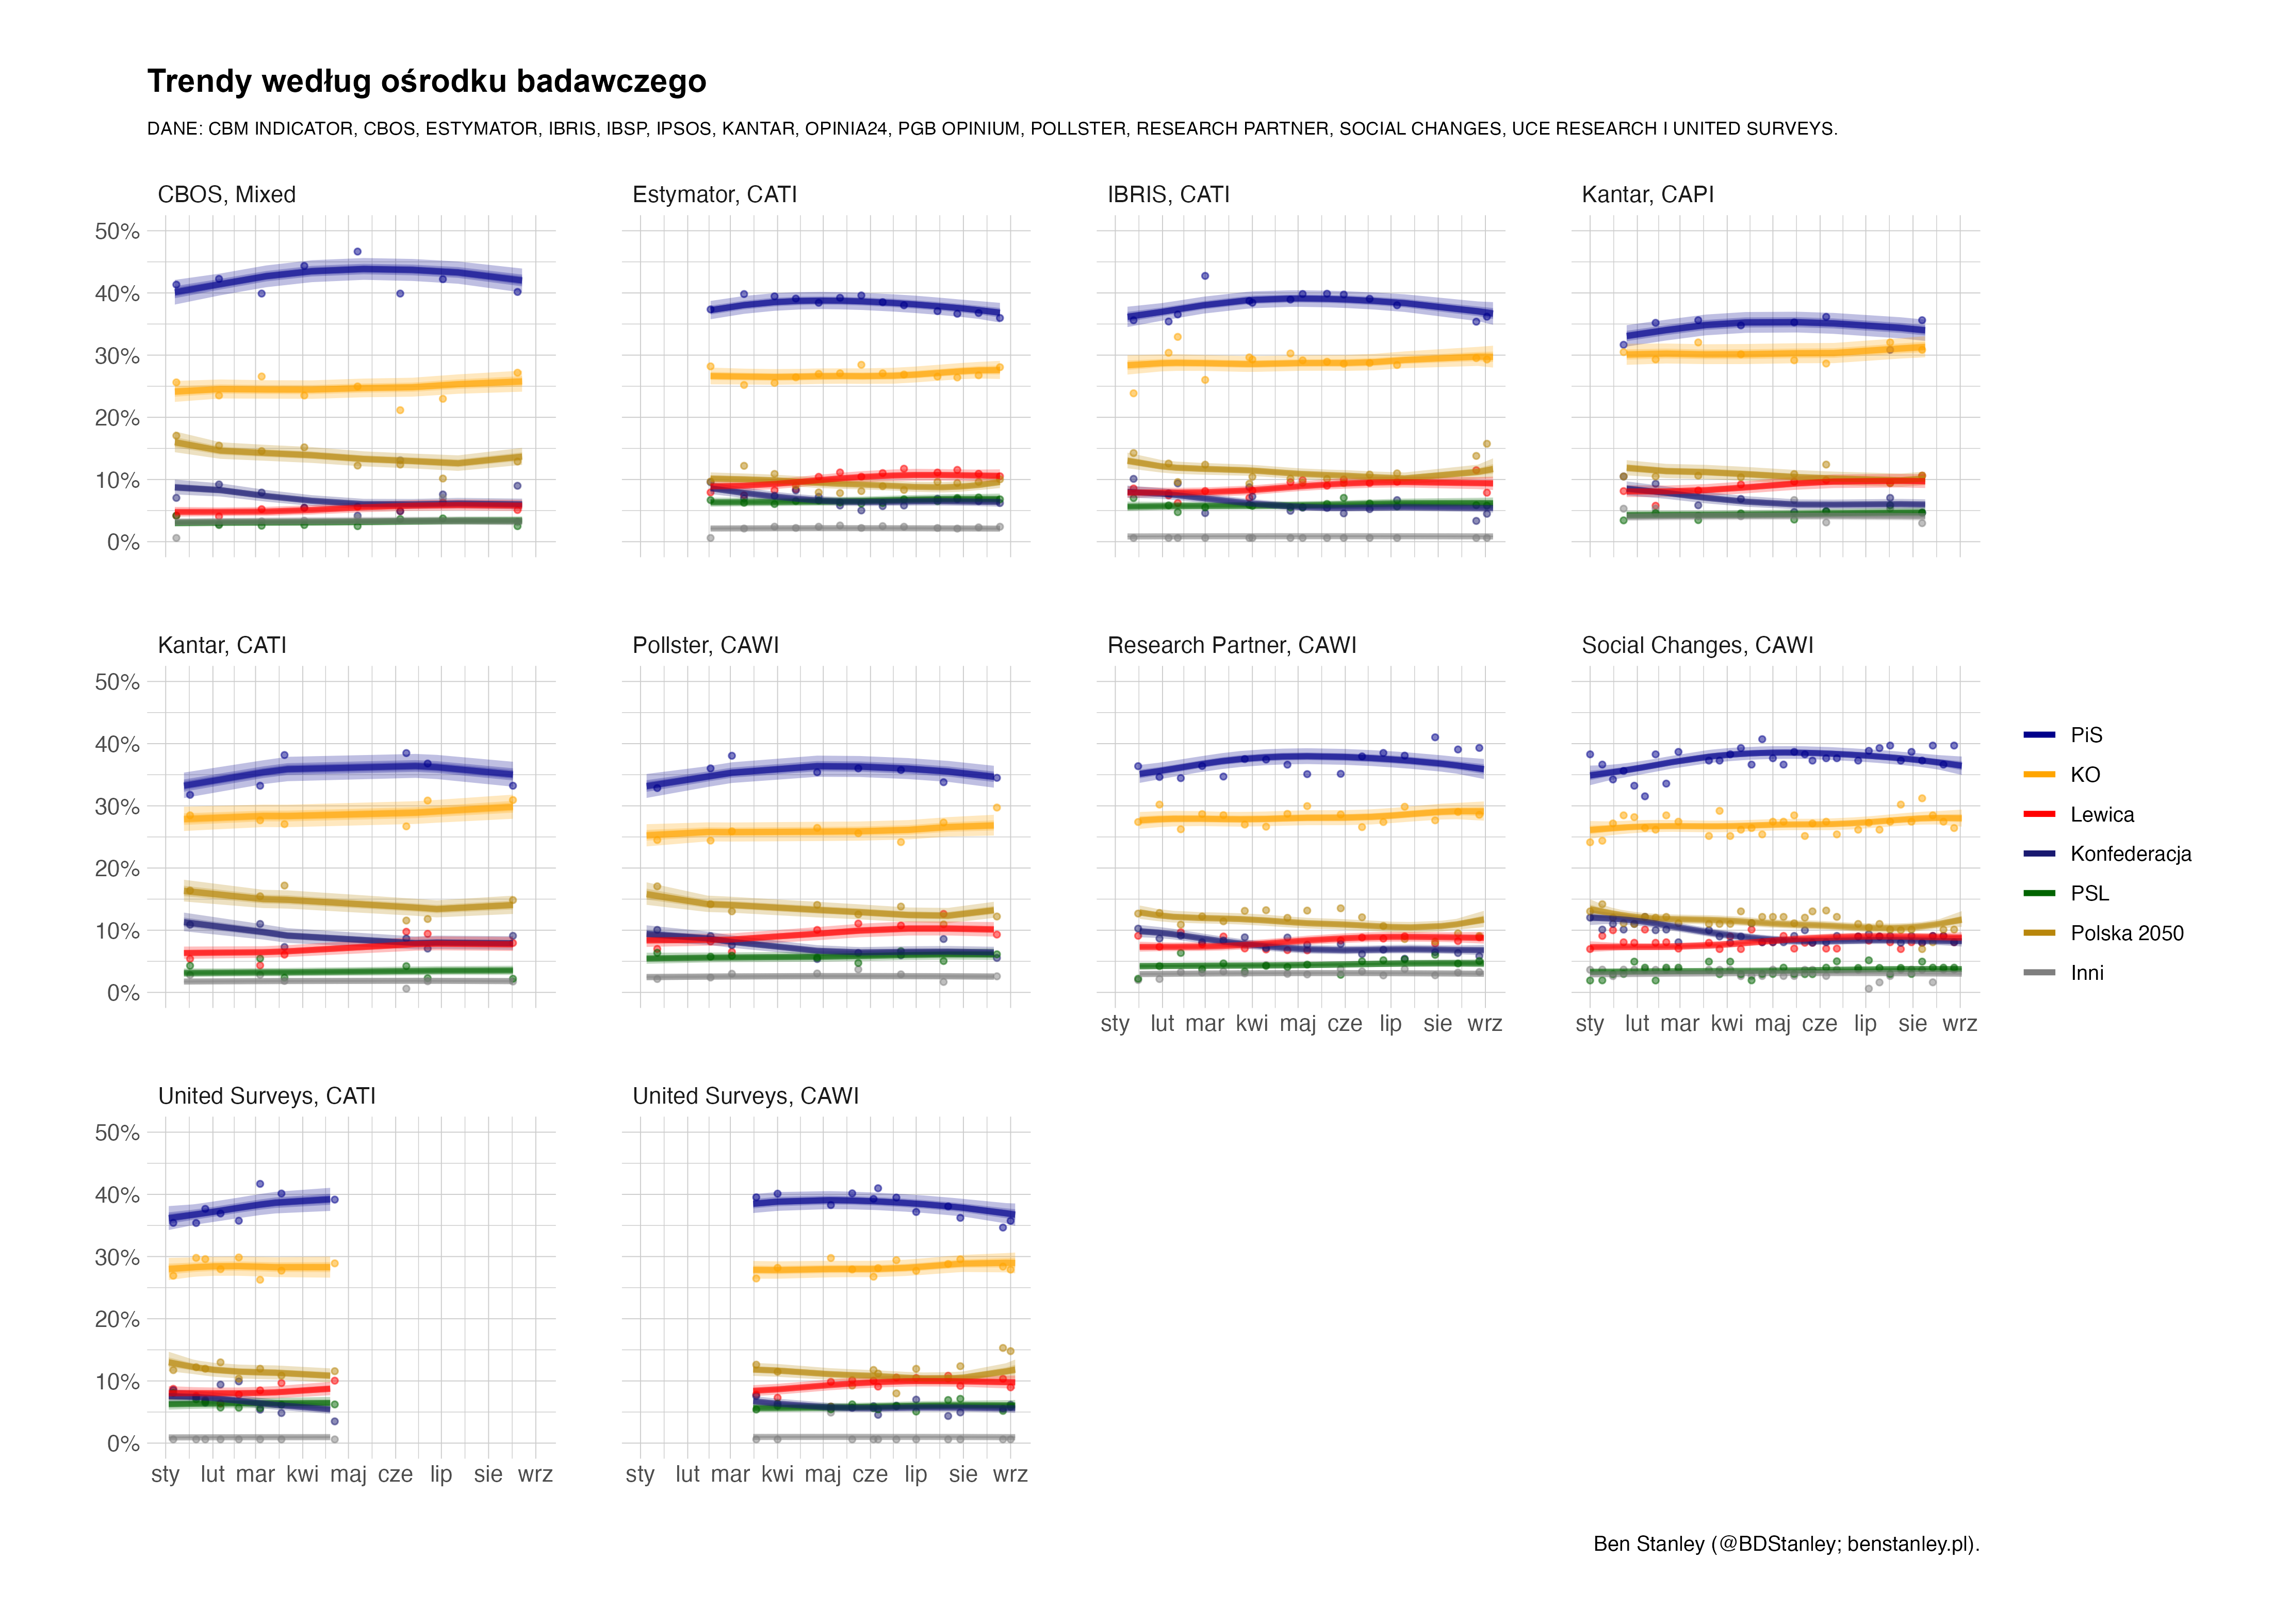 Trendy według ośrodku badawczego
DANE: CBM INDICATOR, CBOS, ESTYMATOR, IBRIS, IBSP, IPSOS, KANTAR, OPINIA24, PGB OPINIUM, POLLSTER, RESEARCH PARTNER, SOCIAL CHANGES, UCE RESEARCH I UNITED SURVEYS.
CBOS, Mixed
Estymator, CATI
IBRIS, CATI
Kantar, CAPI
50%
40%
30%
20%
10%
0%
Kantar, CATI
Pollster, CAWI
Research Partner, CAWI
Social Changes, CAWI
50%
40%
30%
20%
10%
0%
sty lut mar kwi maj cze lip sie wrz
sty lut mar kwi maj cze lip sie wrz
PiS
KO
Lewica
Konfederacja
PSL
Polska 2050
Inni
United Surveys, CATI
United Surveys, CAWI
50%
40%
30%
20%
10%
0%
sty lut mar kwi maj cze lip sie wrz
sty lut mar kwi maj cze lip sie wrz
Ben Stanley (@BDStanley; benstanley.pl).